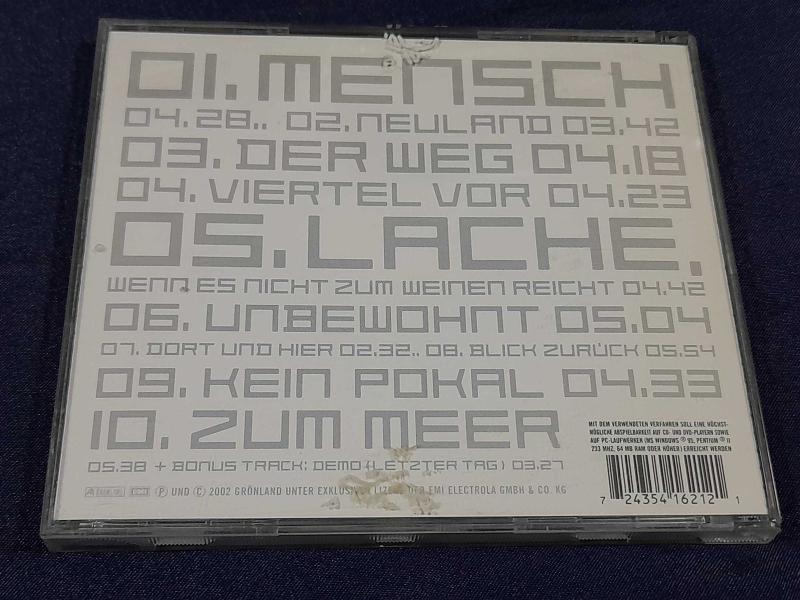 01. MENSCH
04.28.. 02. NEULAND 03.42
03. DER WEG 04.18
04. VIERTEL VOR 04.23
05. LACHE,
WENN ES NICHT ZUM WEINEN REICHT 04.42
06. UNBEWOHNT 05.04
07. DORT UND HIER 02.32.. 08. BLICK ZURÜCK 05.54
09. KEIN POKAL 04.33
10. ZUM MEER
05.38 + BONUS TRACK: DEMO (LETZTER TAG) 03.27
MIT DEM VERWENDETEN VERFAHREN SOLL EINE HÖCHST-
MÖGLICHE ABSPIELBARKEIT AUF CD- UND DVD-PLAYERN SOWIE
AUF PC-LAUFWERKEN (MS WINDOWS ® 95, PENTIUM ® II
233 MHZ, 64 MB RAM ODER HÖHER) ERREICHT WERDEN
Ⓟ UND Ⓒ 2002 GRÖNLAND UNTER EXKLUSIVER LIZENZ DER EMI ELECTROLA GMBH & CO. KG
7 24354 16212 1